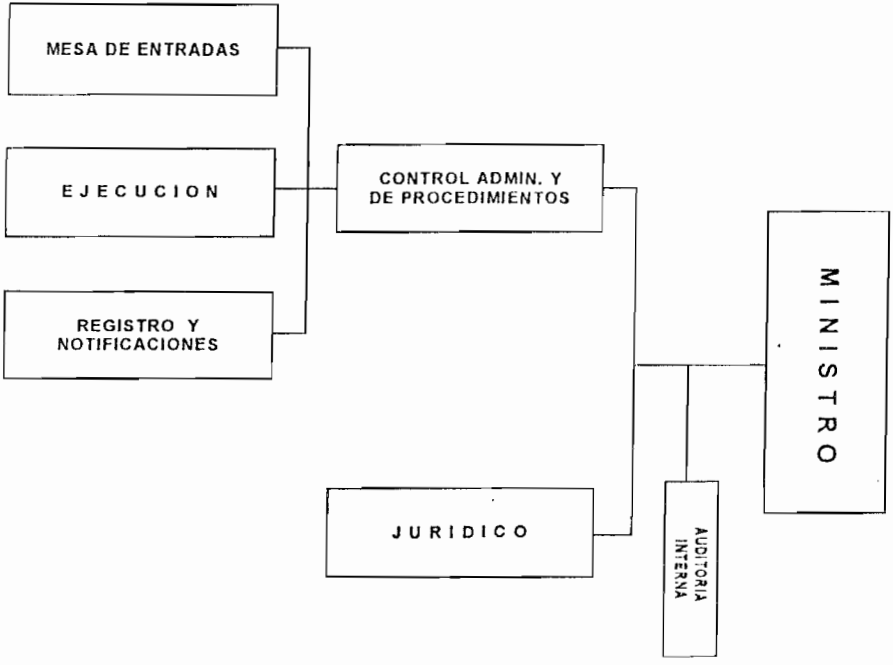 MESA DE ENTRADAS
EJECUCION
REGISTRO Y
NOTIFICACIONES
CONTROL ADMIN. Y
DE PROCEDIMIENTOS
JURIDICO
AUDITORIA
INTERNA
MINISTRO